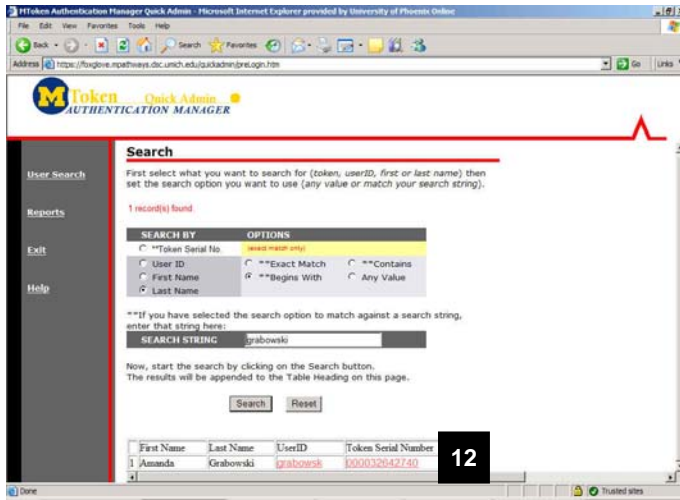 MToken Authentication Manager Quick Admin - Microsoft Internet Explorer provided by University of Phoenix Online
File Edit View Favorites Tools Help
Back Search Favorites
Address https://foxglove.mpathways.dsc.umich.edu/quickadmin/preLogin.htm Go Links
MToken Quick Admin
AUTHENTICATION MANAGER
Search
User Search
First select what you want to search for (token, userID, first or last name) then
set the search option you want to use (any value or match your search string).
Reports
1 record(s) found.
SEARCH BY OPTIONS
Exit
**Token Serial No. (exact match only)
User ID **Exact Match **Contains
First Name **Begins With Any Value
Help
Last Name
**If you have selected the search option to match against a search string,
enter that string here:
SEARCH STRING grabowski
Now, start the search by clicking on the Search button.
The results will be appended to the Table Heading on this page.
Search Reset
First Name Last Name UserID Token Serial Number
1 Amanda Grabowski grabowsk 000032642740
12
Done Trusted sites